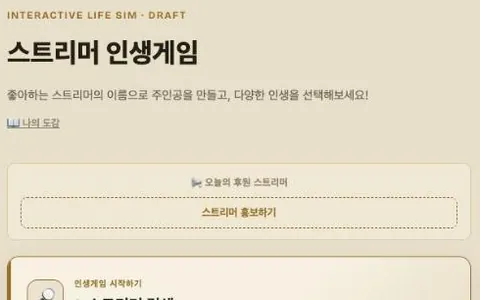 INTERACTIVE LIFE SIM · DRAFT
스트리머 인생게임
좋아하는 스트리머의 이름으로 주인공을 만들고, 다양한 인생을 선택해보세요!
나의 도감
오늘의 후원 스트리머
스트리머 홍보하기
인생게임 시작하기